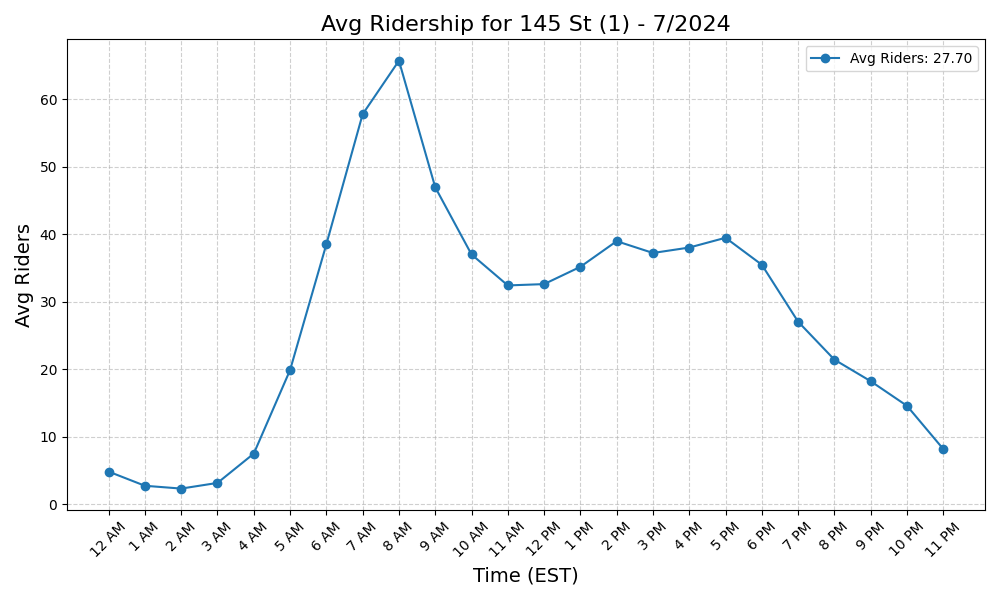 Avg Ridership for 145 St (1) - 7/2024
Avg Riders: 27.70
Avg Riders
60
50
40
30
20
10
0
12 AM
1 AM
2 AM
3 AM
4 AM
5 AM
6 AM
7 AM
8 AM
9 AM
10 AM
11 AM
12 PM
1 PM
2 PM
3 PM
4 PM
5 PM
6 PM
7 PM
8 PM
9 PM
10 PM
11 PM
Time (EST)